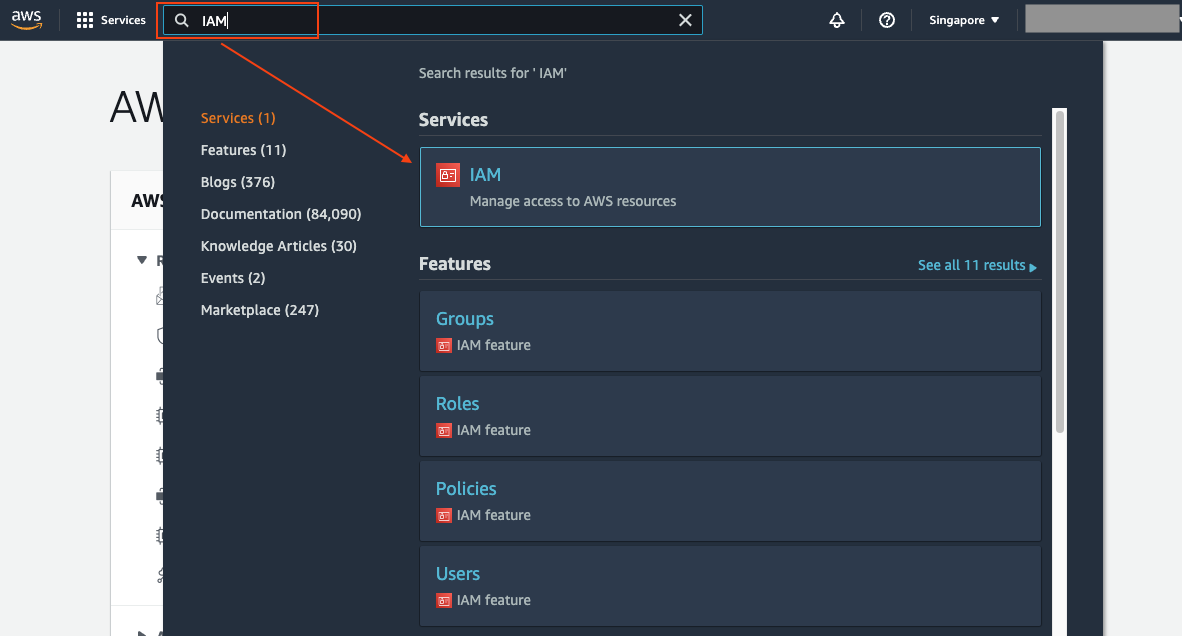 aws
Services
IAM
Singapore
Search results for ' IAM'
Services (1)
Features (11)
Blogs (376)
Documentation (84,090)
Knowledge Articles (30)
Events (2)
Marketplace (247)
Services
IAM
Manage access to AWS resources
Features
See all 11 results
Groups
IAM feature
Roles
IAM feature
Policies
IAM feature
Users
IAM feature
AW
AWS
R